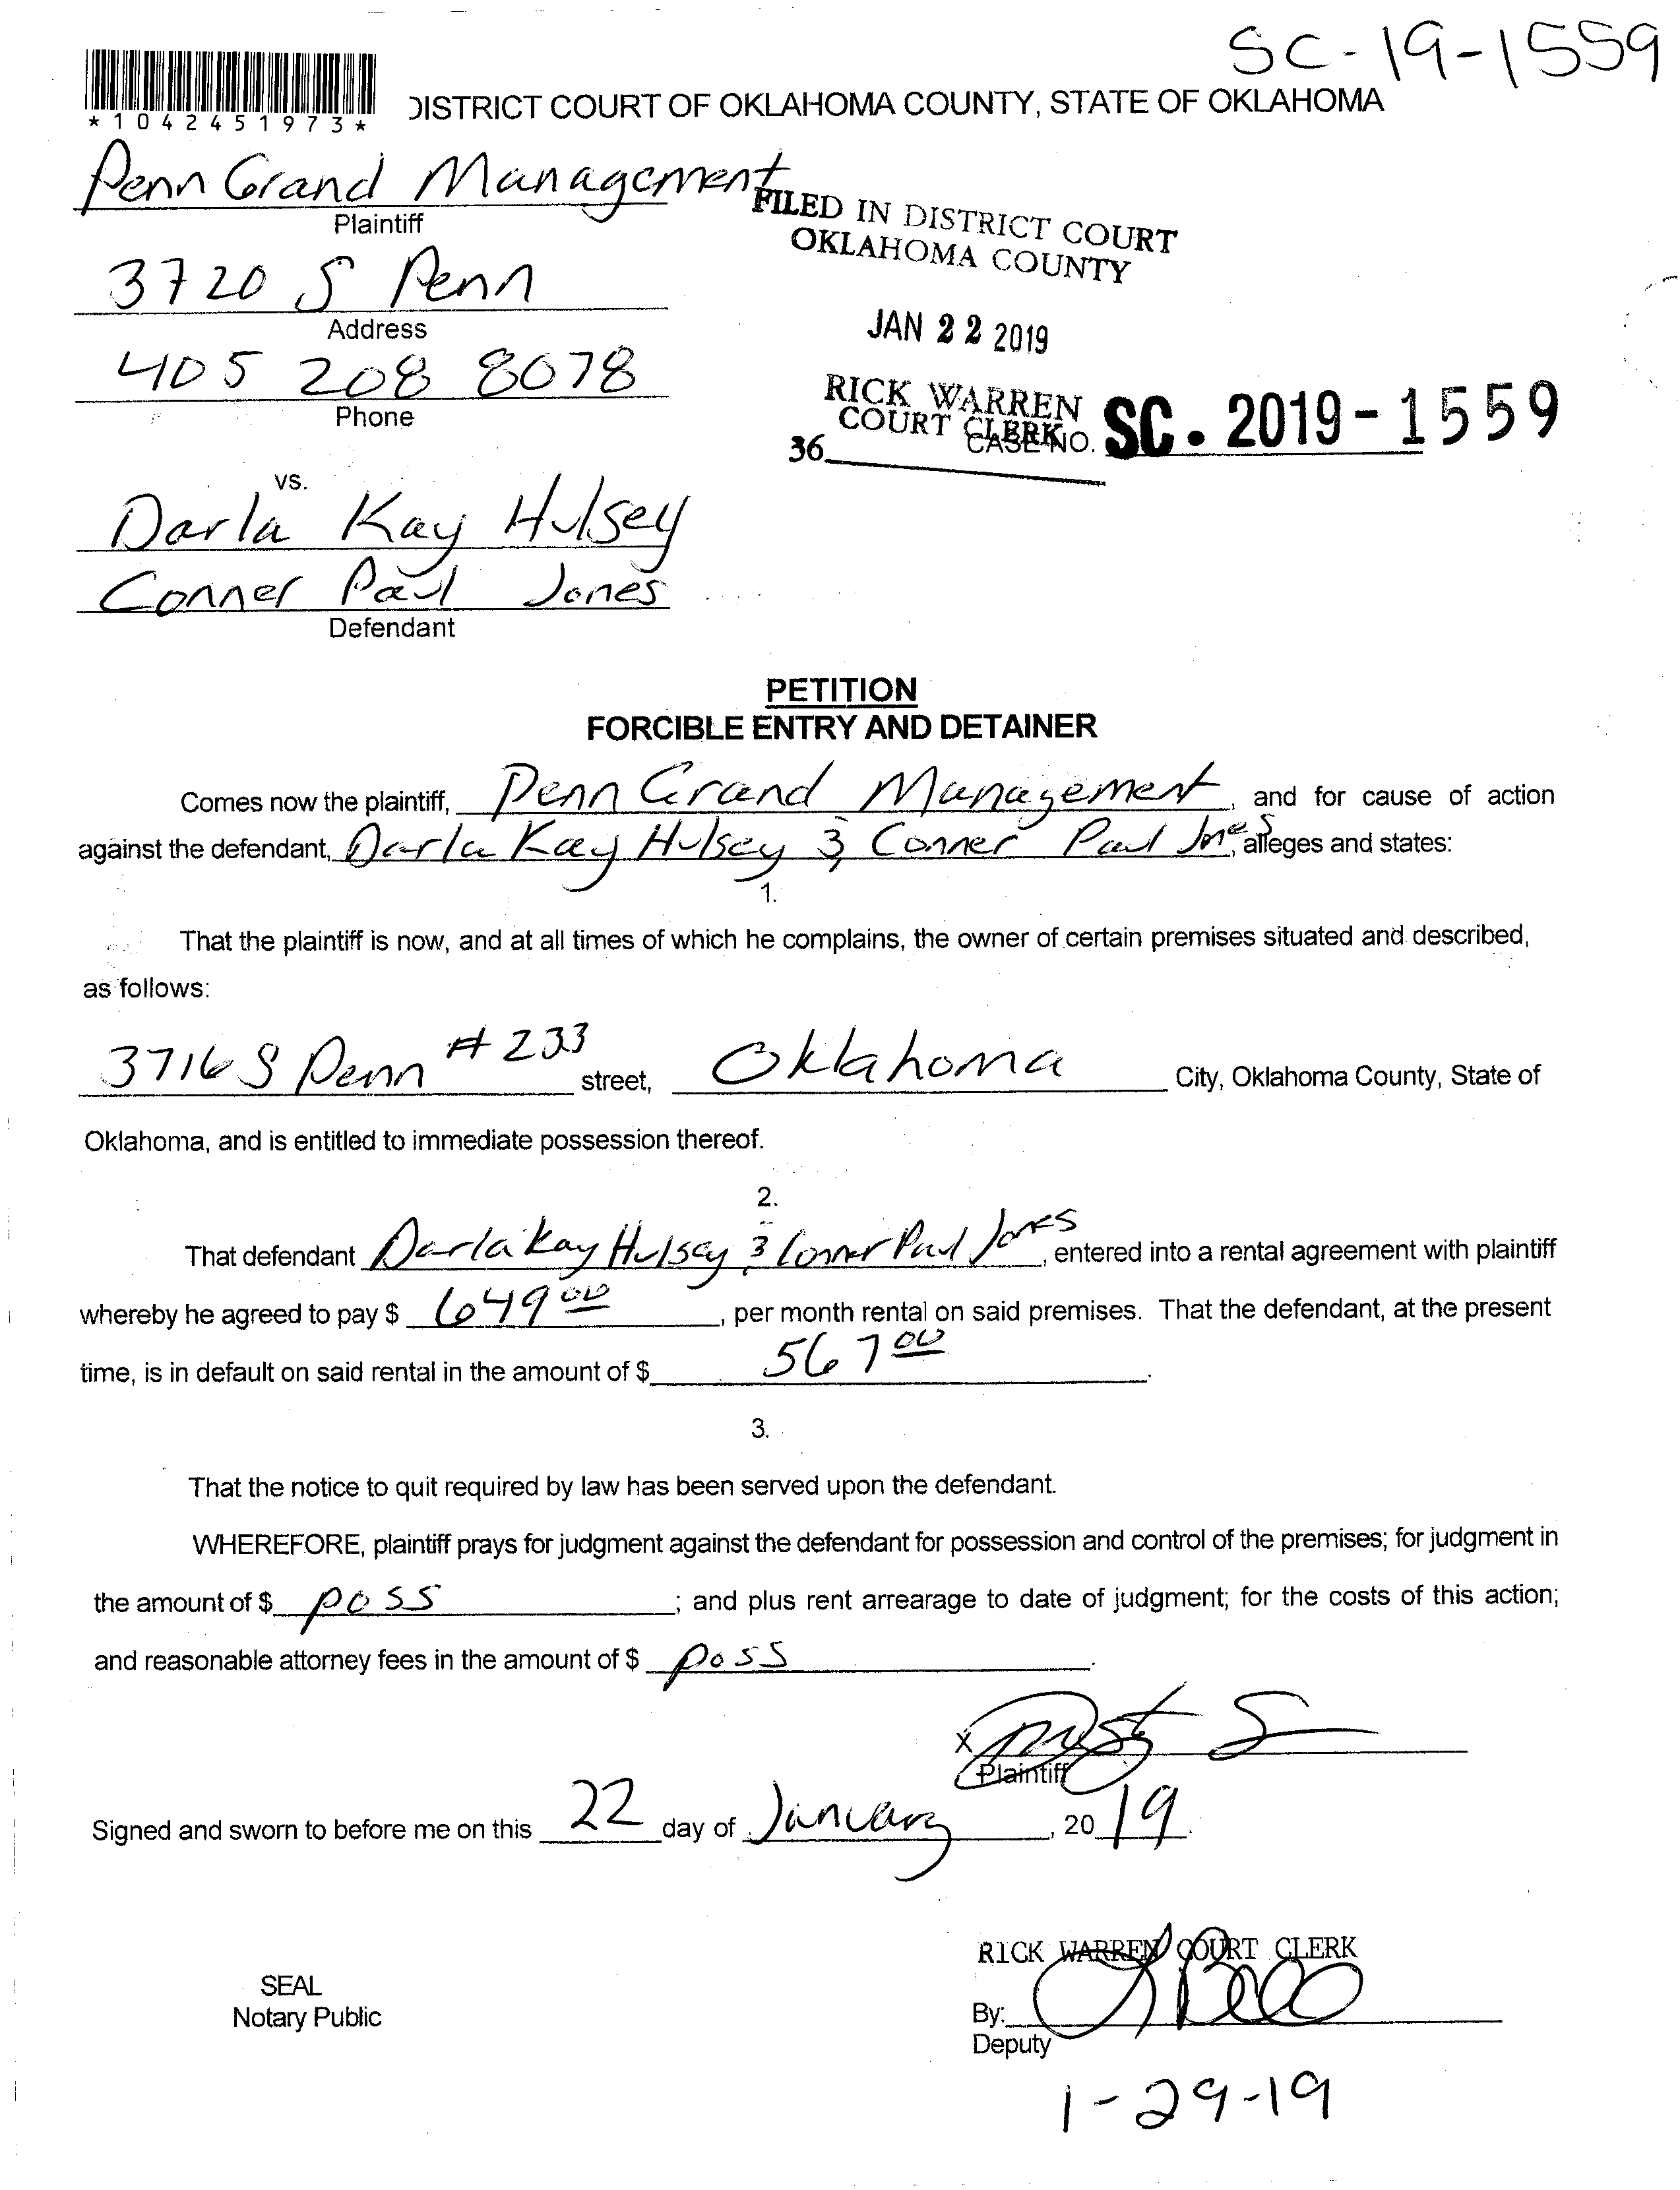 SC-19-1559
*1042451973*
DISTRICT COURT OF OKLAHOMA COUNTY, STATE OF OKLAHOMA
Penn Grand Management
Plaintiff
FILED IN DISTRICT COURT
OKLAHOMA COUNTY
3720 S Penn
Address
JAN 22 2019
405 208 8078
Phone
RICK WARREN
COURT CLERK
36
CASE NO. SC. 2019-1559
vs.
Darla Kay Hulsey
Conner Paul Jones
Defendant
PETITION
FORCIBLE ENTRY AND DETAINER
Comes now the plaintiff, Penn Grand Management, and for cause of action
against the defendant, Darla Kay Hulsey & Conner Paul Jones, alleges and states:
1.
That the plaintiff is now, and at all times of which he complains, the owner of certain premises situated and described,
as follows:
3716 S Penn #233 street, Oklahoma City, Oklahoma County, State of
Oklahoma, and is entitled to immediate possession thereof.
2.
That defendant Darla Kay Hulsey & Conner Paul Jones, entered into a rental agreement with plaintiff
whereby he agreed to pay $ 649 00, per month rental on said premises. That the defendant, at the present
time, is in default on said rental in the amount of $ 567 00.
3.
That the notice to quit required by law has been served upon the defendant.
WHEREFORE, plaintiff prays for judgment against the defendant for possession and control of the premises; for judgment in
the amount of $ poss; and plus rent arrearage to date of judgment; for the costs of this action;
and reasonable attorney fees in the amount of $ poss.
X
Plaintiff
Signed and sworn to before me on this 22 day of January, 2019.
RICK WARREN COURT CLERK
SEAL
Notary Public
By:
Deputy
1-29-19